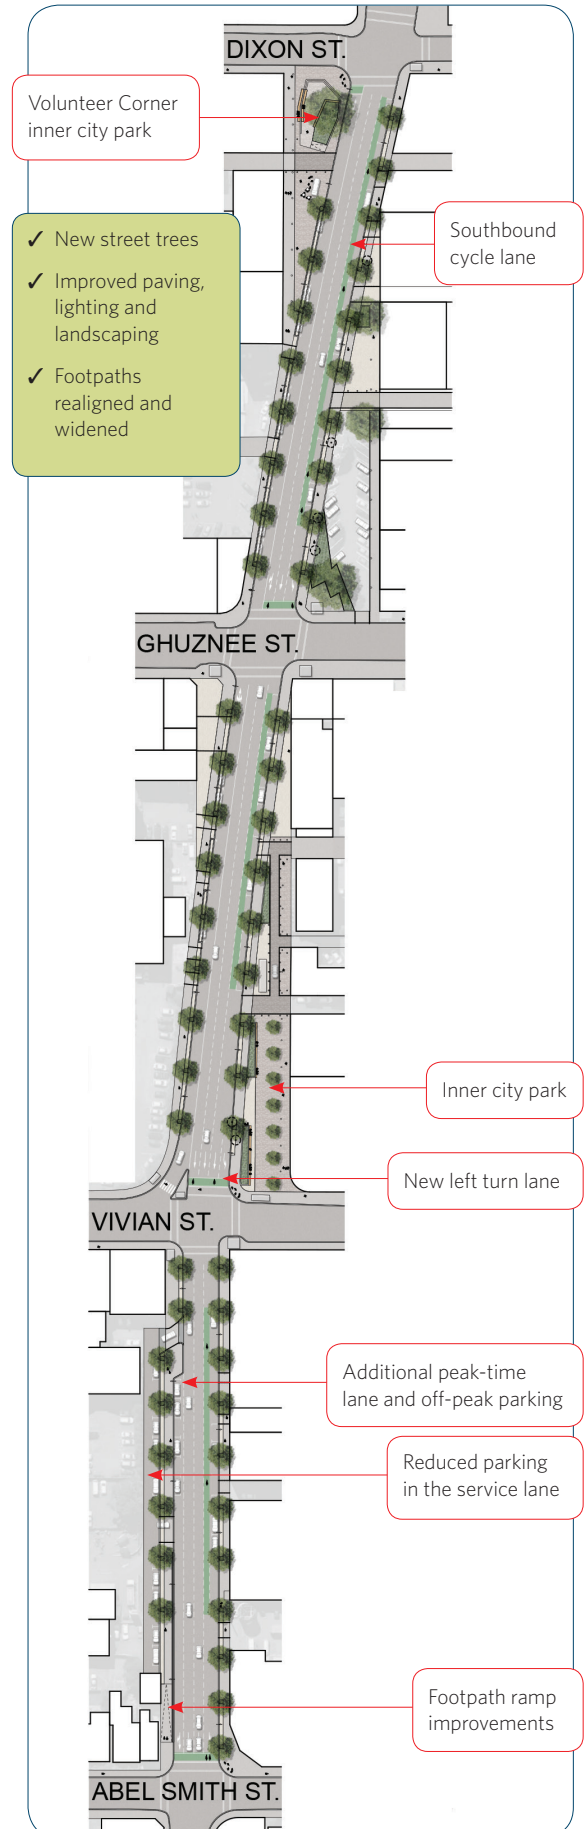 DIXON ST.
Volunteer Corner
inner city park
✓ New street trees
✓ Improved paving,
lighting and
landscaping
✓ Footpaths
realigned and
widened
Southbound
cycle lane
GHUZNEE ST.
Inner city park
New left turn lane
VIVIAN ST.
Additional peak-time
lane and off-peak parking
Reduced parking
in the service lane
Footpath ramp
improvements
ABEL SMITH ST.